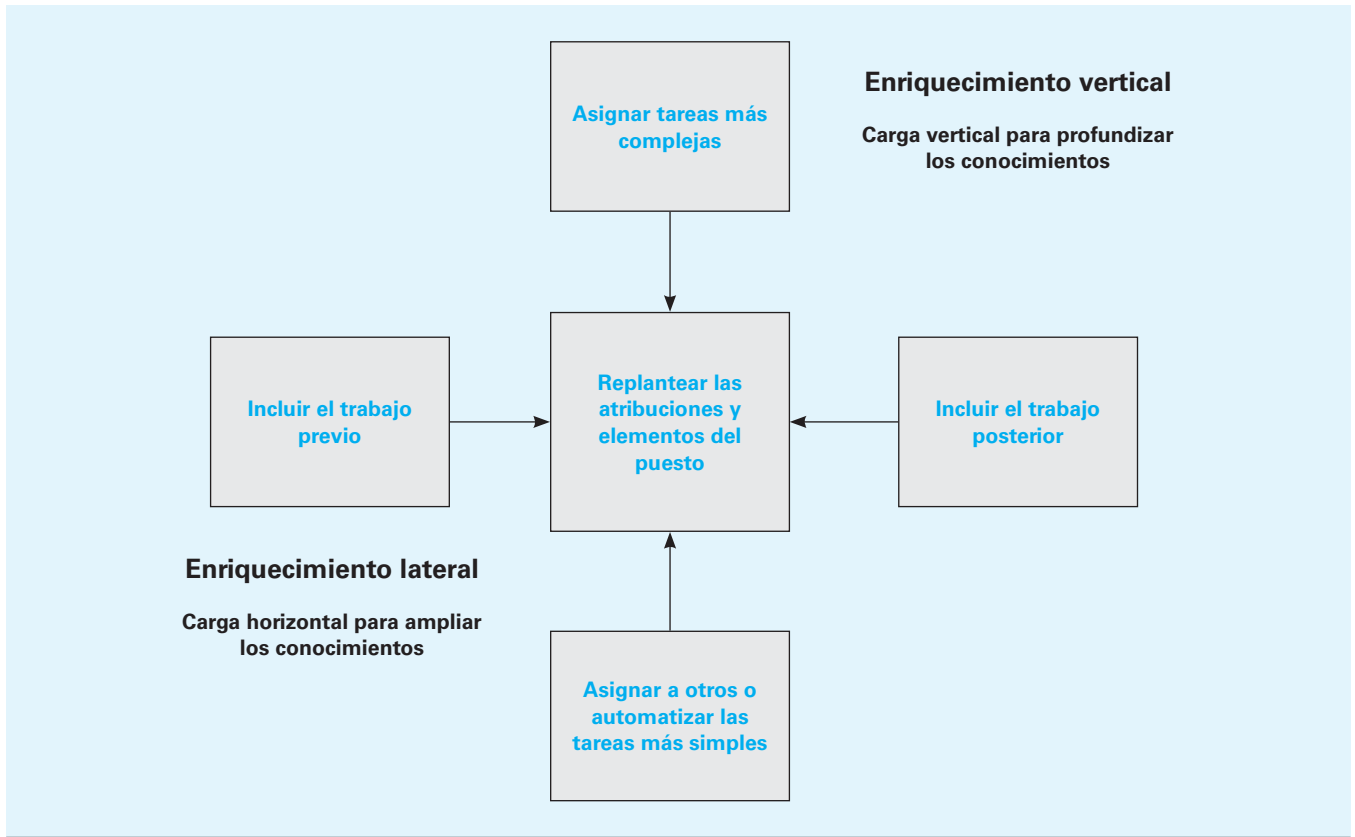 Asignar tareas más
complejas
Enriquecimiento vertical
Carga vertical para profundizar
los conocimientos
Incluir el trabajo
previo
Replantear las
atribuciones y
elementos del
puesto
Incluir el trabajo
posterior
Enriquecimiento lateral
Carga horizontal para ampliar
los conocimientos
Asignar a otros o
automatizar las
tareas más simples